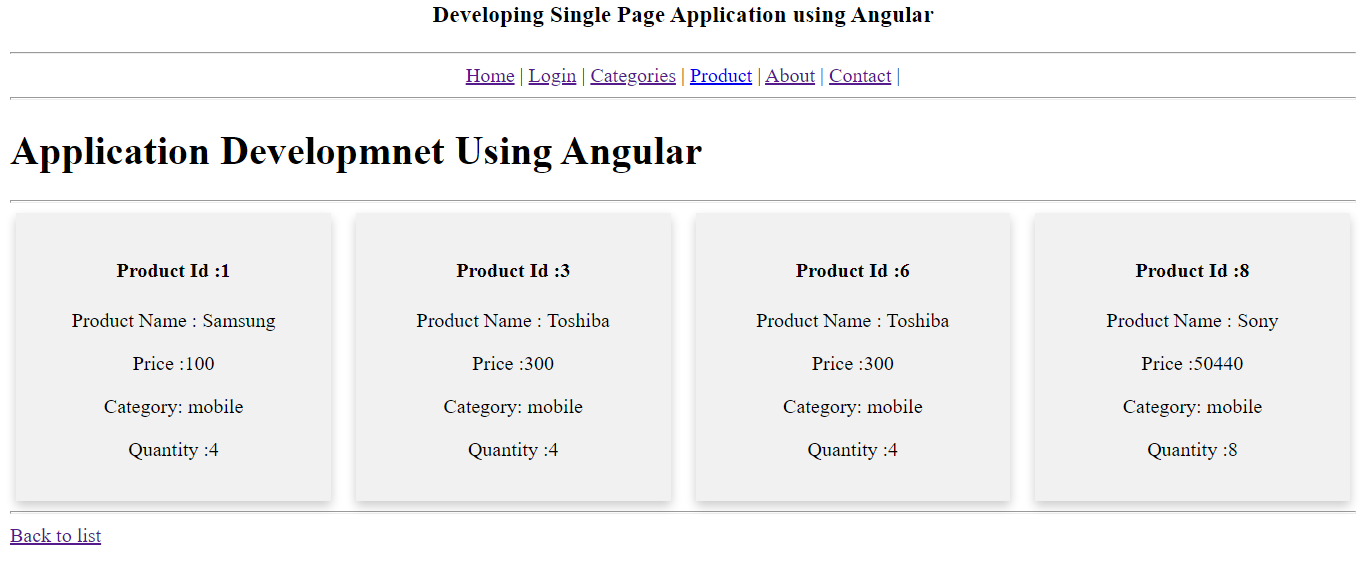 Developing Single Page Application using Angular
Home | Login | Categories | Product | About | Contact |
Application Developmnet Using Angular
Product Id :1
Product Name : Samsung
Price :100
Category: mobile
Quantity :4
Product Id :3
Product Name : Toshiba
Price :300
Category: mobile
Quantity :4
Product Id :6
Product Name : Toshiba
Price :300
Category: mobile
Quantity :4
Product Id :8
Product Name : Sony
Price :50440
Category: mobile
Quantity :8
Back to list